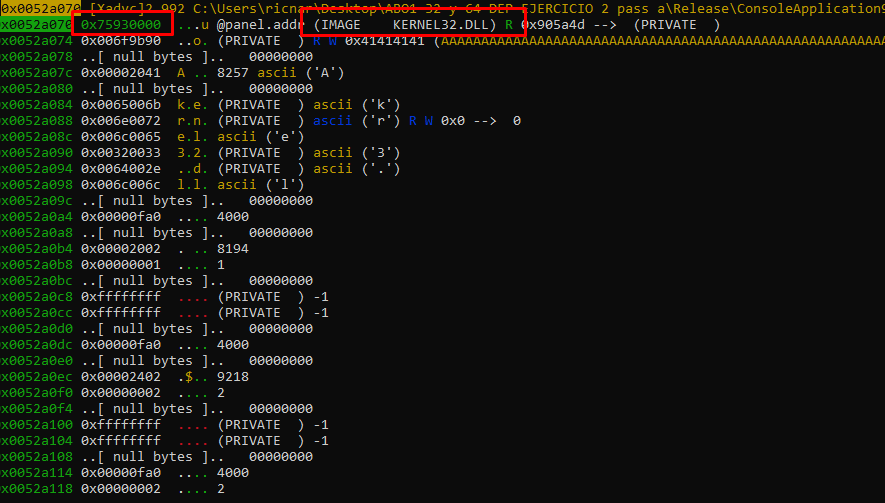 0x0052a070 [Xadyc]2 992 C:\Users\ricnar\Desktop\ABO1 32 y 64 DEP EJERCICIO 2 pass a\Release\ConsoleApplication9
0x0052a070 0x75930000 ...u @panel.addr (IMAGE KERNEL32.DLL) R 0x905a4d --> (PRIVATE )
0x0052a074 0x006f9b90 ..o. (PRIVATE ) R W 0x41414141 (AAAAAAAAAAAAAAAAAAAAAAAAAAAAAAAAAAAAAAAAAAAAAAAAAAAAAA
0x0052a078 ..[ null bytes ].. 00000000
0x0052a07c 0x00002041 A .. 8257 ascii ('A')
0x0052a080 ..[ null bytes ].. 00000000
0x0052a084 0x0065006b k.e. (PRIVATE ) ascii ('k')
0x0052a088 0x006e0072 r.n. (PRIVATE ) ascii ('r') R W 0x0 --> 0
0x0052a08c 0x006c0065 e.l. ascii ('e')
0x0052a090 0x00320033 3.2. (PRIVATE ) ascii ('3')
0x0052a094 0x0064002e ..d. (PRIVATE ) ascii ('.')
0x0052a098 0x006c006c l.l. ascii ('l')
0x0052a09c ..[ null bytes ].. 00000000
0x0052a0a4 0x00000fa0 .... 4000
0x0052a0a8 ..[ null bytes ].. 00000000
0x0052a0b4 0x00002002 . .. 8194
0x0052a0b8 0x00000001 .... 1
0x0052a0bc ..[ null bytes ].. 00000000
0x0052a0c8 0xffffffff .... (PRIVATE ) -1
0x0052a0cc 0xffffffff .... (PRIVATE ) -1
0x0052a0d0 ..[ null bytes ].. 00000000
0x0052a0dc 0x00000fa0 .... 4000
0x0052a0e0 ..[ null bytes ].. 00000000
0x0052a0ec 0x00002402 .$.. 9218
0x0052a0f0 0x00000002 .... 2
0x0052a0f4 ..[ null bytes ].. 00000000
0x0052a100 0xffffffff .... (PRIVATE ) -1
0x0052a104 0xffffffff .... (PRIVATE ) -1
0x0052a108 ..[ null bytes ].. 00000000
0x0052a114 0x00000fa0 .... 4000
0x0052a118 0x00000002 .... 2